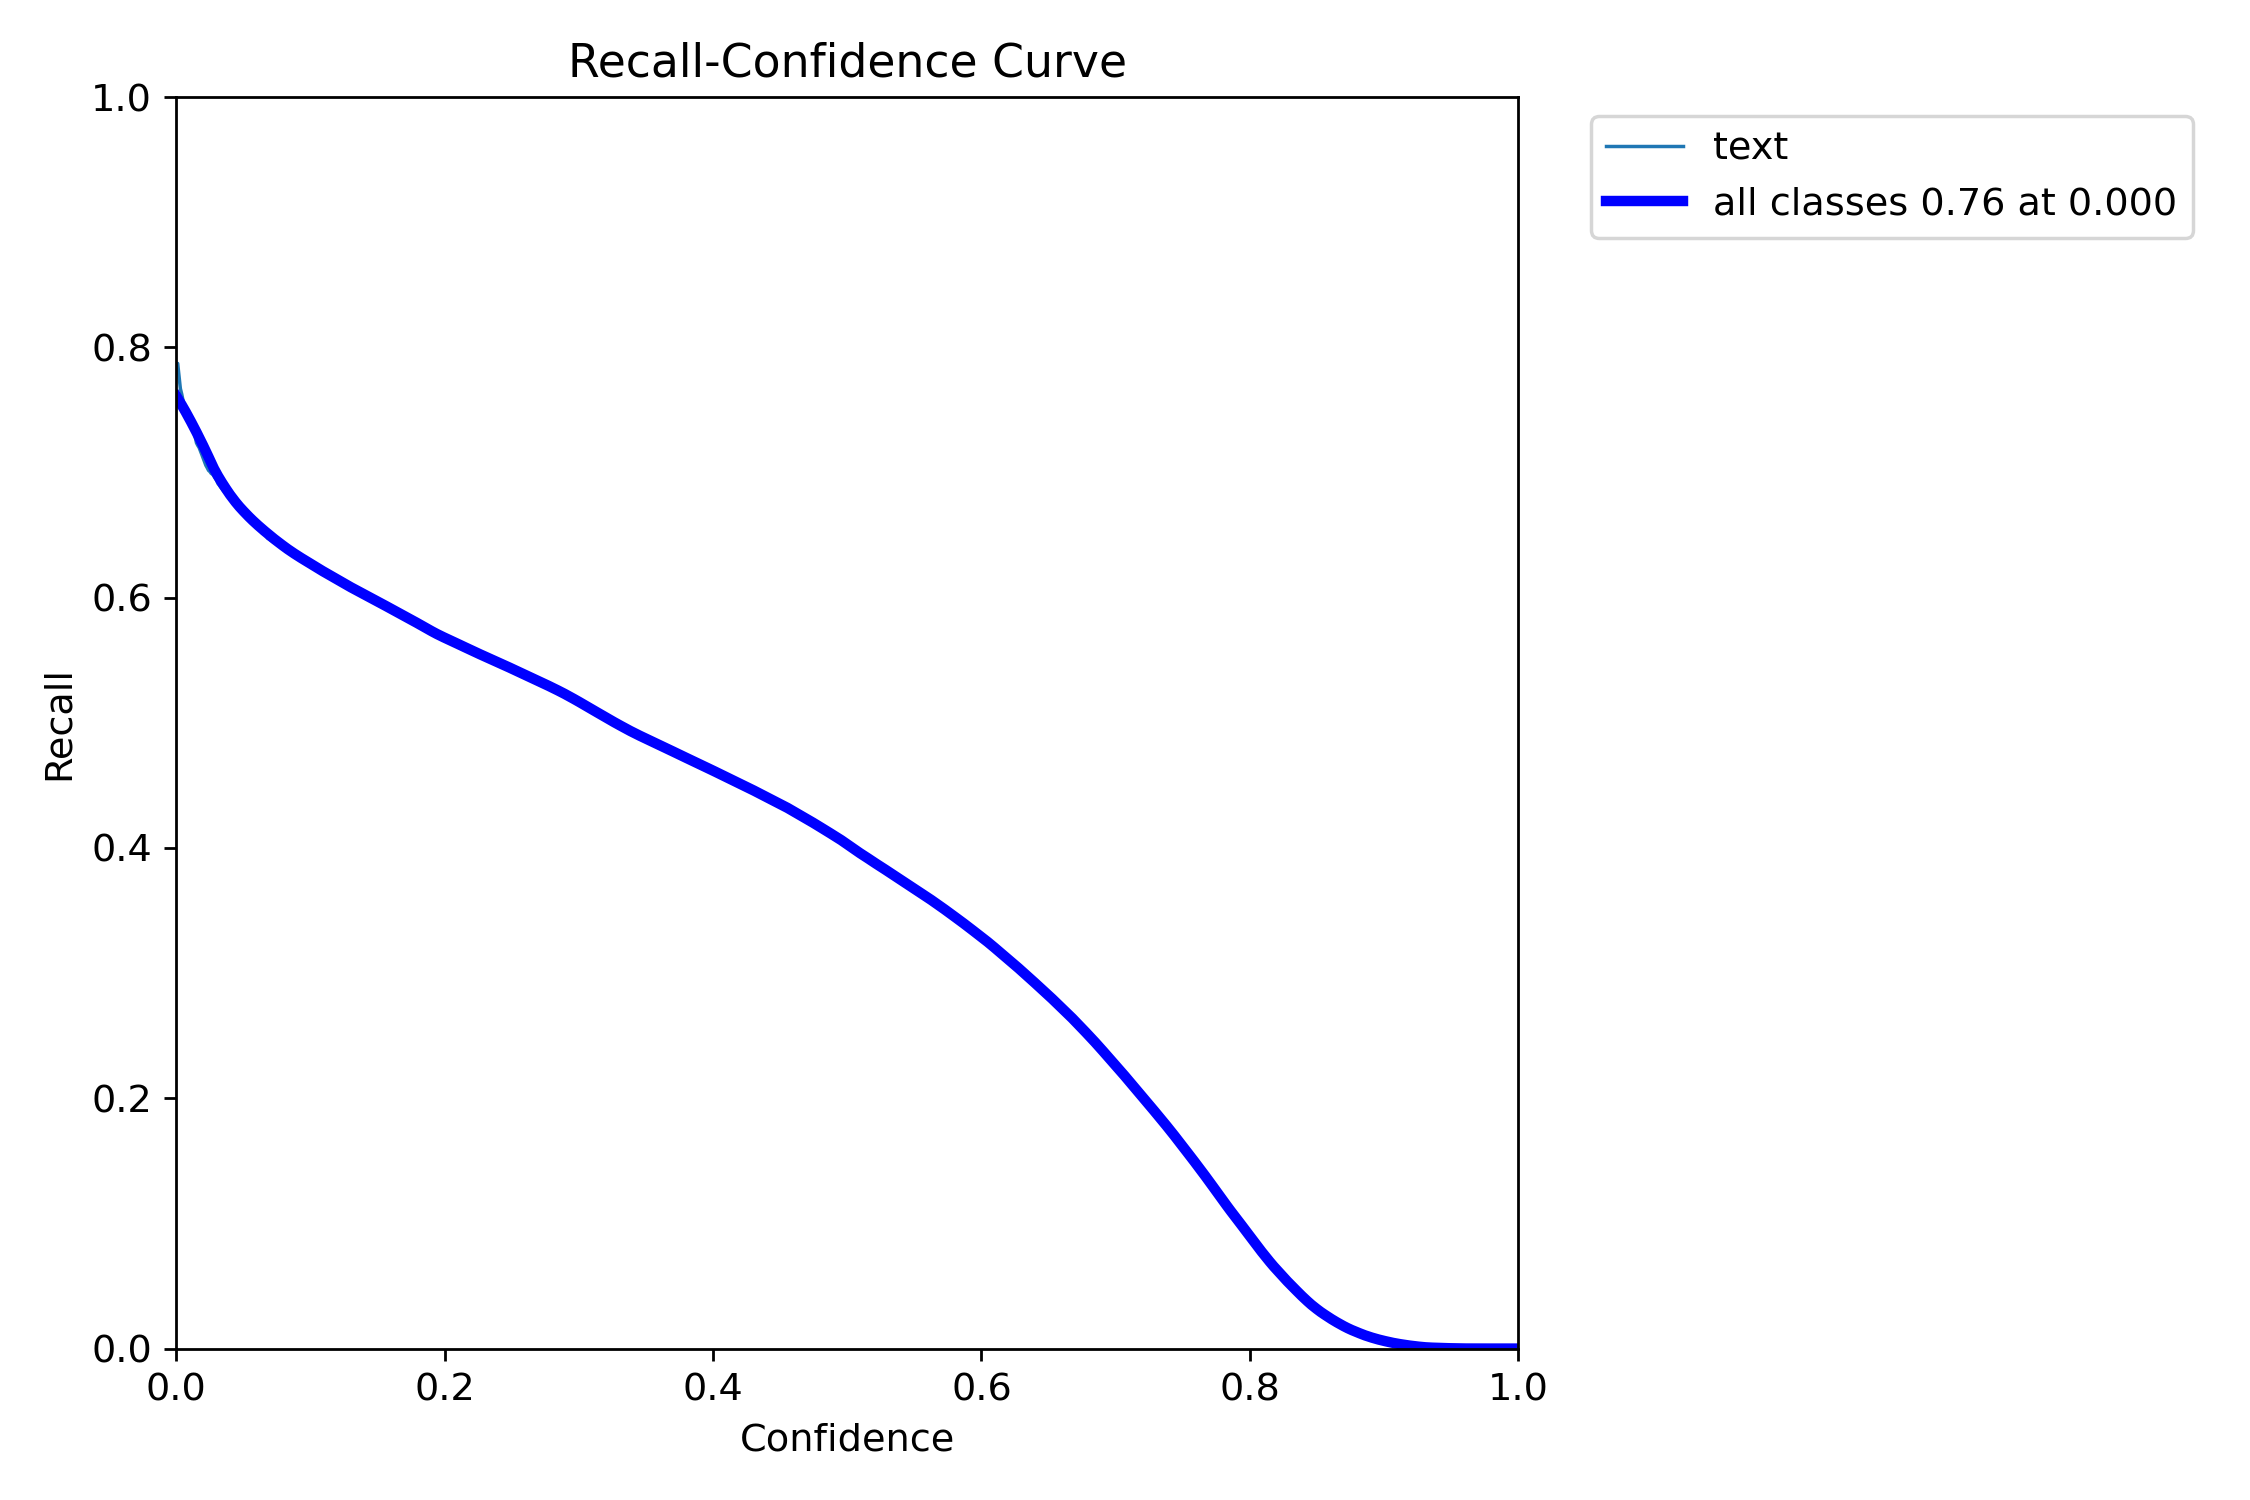 Recall-Confidence Curve
text
all classes 0.76 at 0.000
1.0
0.8
0.6
0.4
0.2
0.0
Recall
0.0 0.2 0.4 0.6 0.8 1.0
Confidence